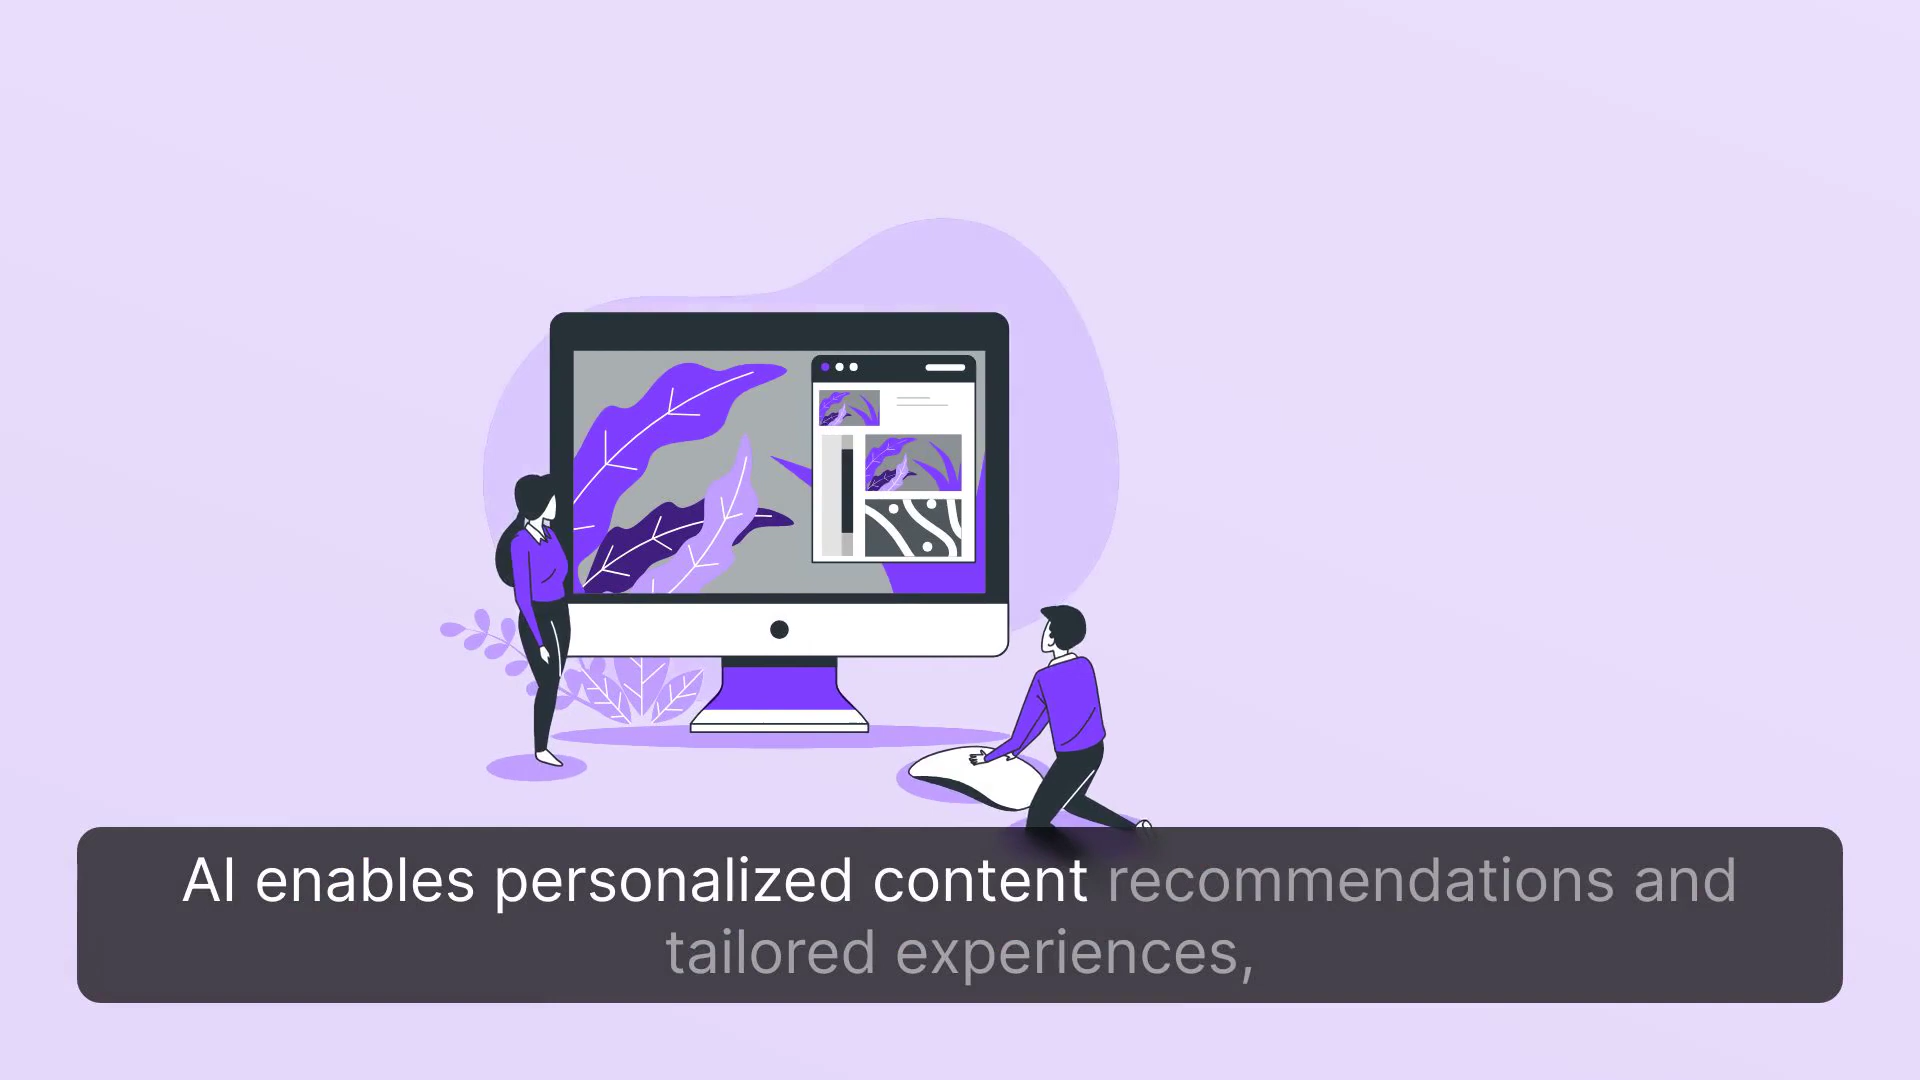 AI enables personalized content recommendations and
tailored experiences,